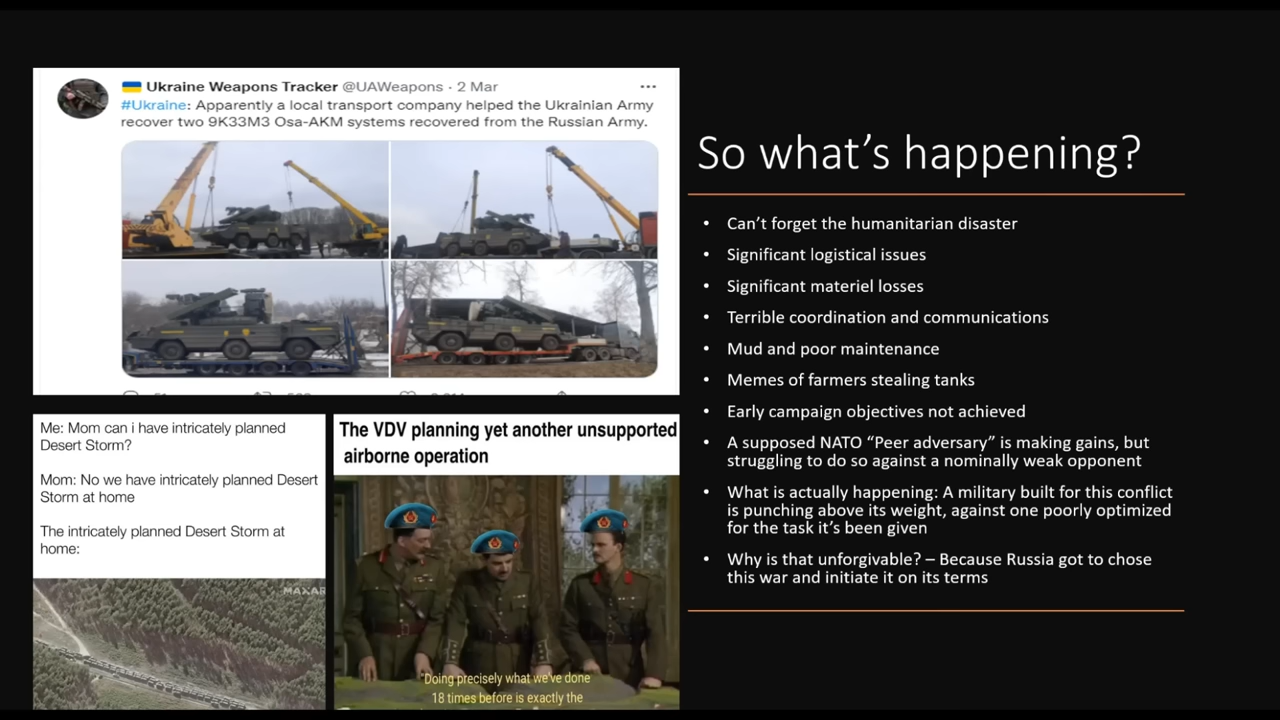 Ukraine Weapons Tracker @UAWeapons · 2 Mar
#Ukraine: Apparently a local transport company helped the Ukrainian Army
recover two 9K33M3 Osa-AKM systems recovered from the Russian Army.
Me: Mom can i have intricately planned
Desert Storm?
Mom: No we have intricately planned Desert
Storm at home
The intricately planned Desert Storm at
home:
MAXAR
The VDV planning yet another unsupported
airborne operation
"Doing precisely what we've done
18 times before is exactly the
So what's happening?
• Can't forget the humanitarian disaster
• Significant logistical issues
• Significant materiel losses
• Terrible coordination and communications
• Mud and poor maintenance
• Memes of farmers stealing tanks
• Early campaign objectives not achieved
• A supposed NATO “Peer adversary” is making gains, but
struggling to do so against a nominally weak opponent
• What is actually happening: A military built for this conflict
is punching above its weight, against one poorly optimized
for the task it's been given
• Why is that unforgivable? – Because Russia got to chose
this war and initiate it on its terms